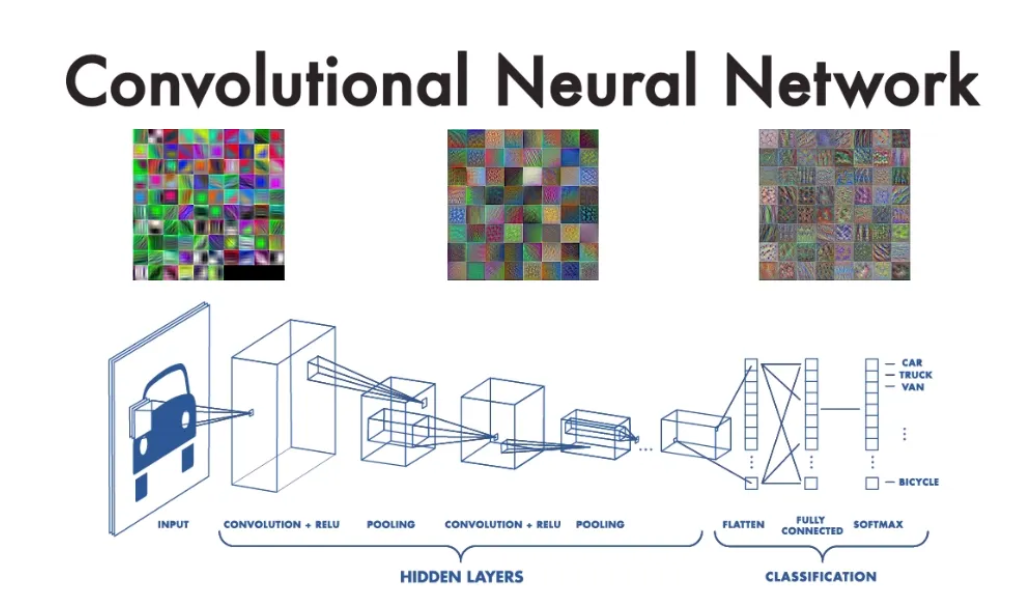 Convolutional Neural Network
CAR
TRUCK
VAN
BICYCLE
INPUT
CONVOLUTION + RELU
POOLING
CONVOLUTION + RELU
POOLING
FLATTEN
FULLY
CONNECTED
SOFTMAX
HIDDEN LAYERS
CLASSIFICATION